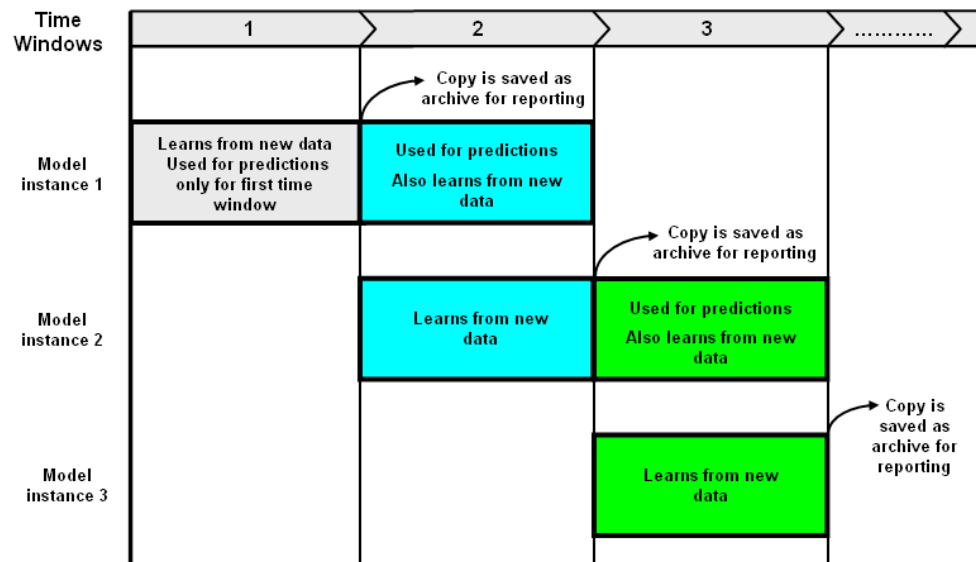 Time
Windows
1
2
3
…………
Copy is saved as
archive for reporting
Model
instance 1
Learns from new data
Used for predictions
only for first time
window
Used for predictions
Also learns from new
data
Copy is saved as
archive for reporting
Model
instance 2
Learns from new
data
Used for predictions
Also learns from new
data
Copy is
saved as
archive for
reporting
Model
instance 3
Learns from new
data